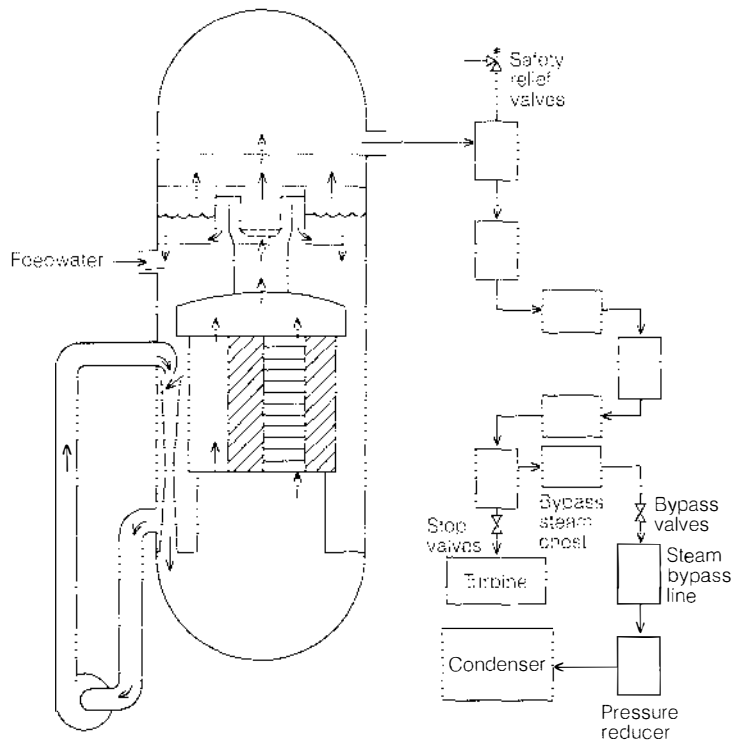 Safety
relief
valves
Feedwater
Stop
valves
Bypass
steam
chest
Bypass
valves
Turbine
Steam
bypass
line
Condenser
Pressure
reducer